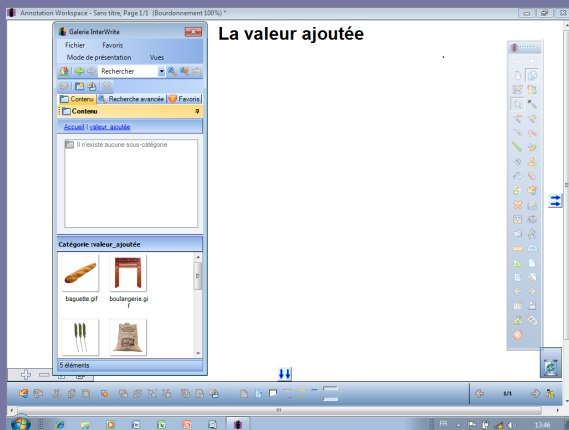 Annotation Workspace - Sans titre, Page 1/1 (Bourdonnement 100%) *
Galerie InterWrite
La valeur ajoutée
Fichier Favoris
Mode de présentation Vues
Rechercher
Contenu Recherche avancée Favoris
Contenu
Accueil | valeur_ajoutée
Il n'existe aucune sous-catégorie
Catégorie :valeur_ajoutée
baguette.gif boulangerie.gi
f
5 éléments
1/1
FR
13:46